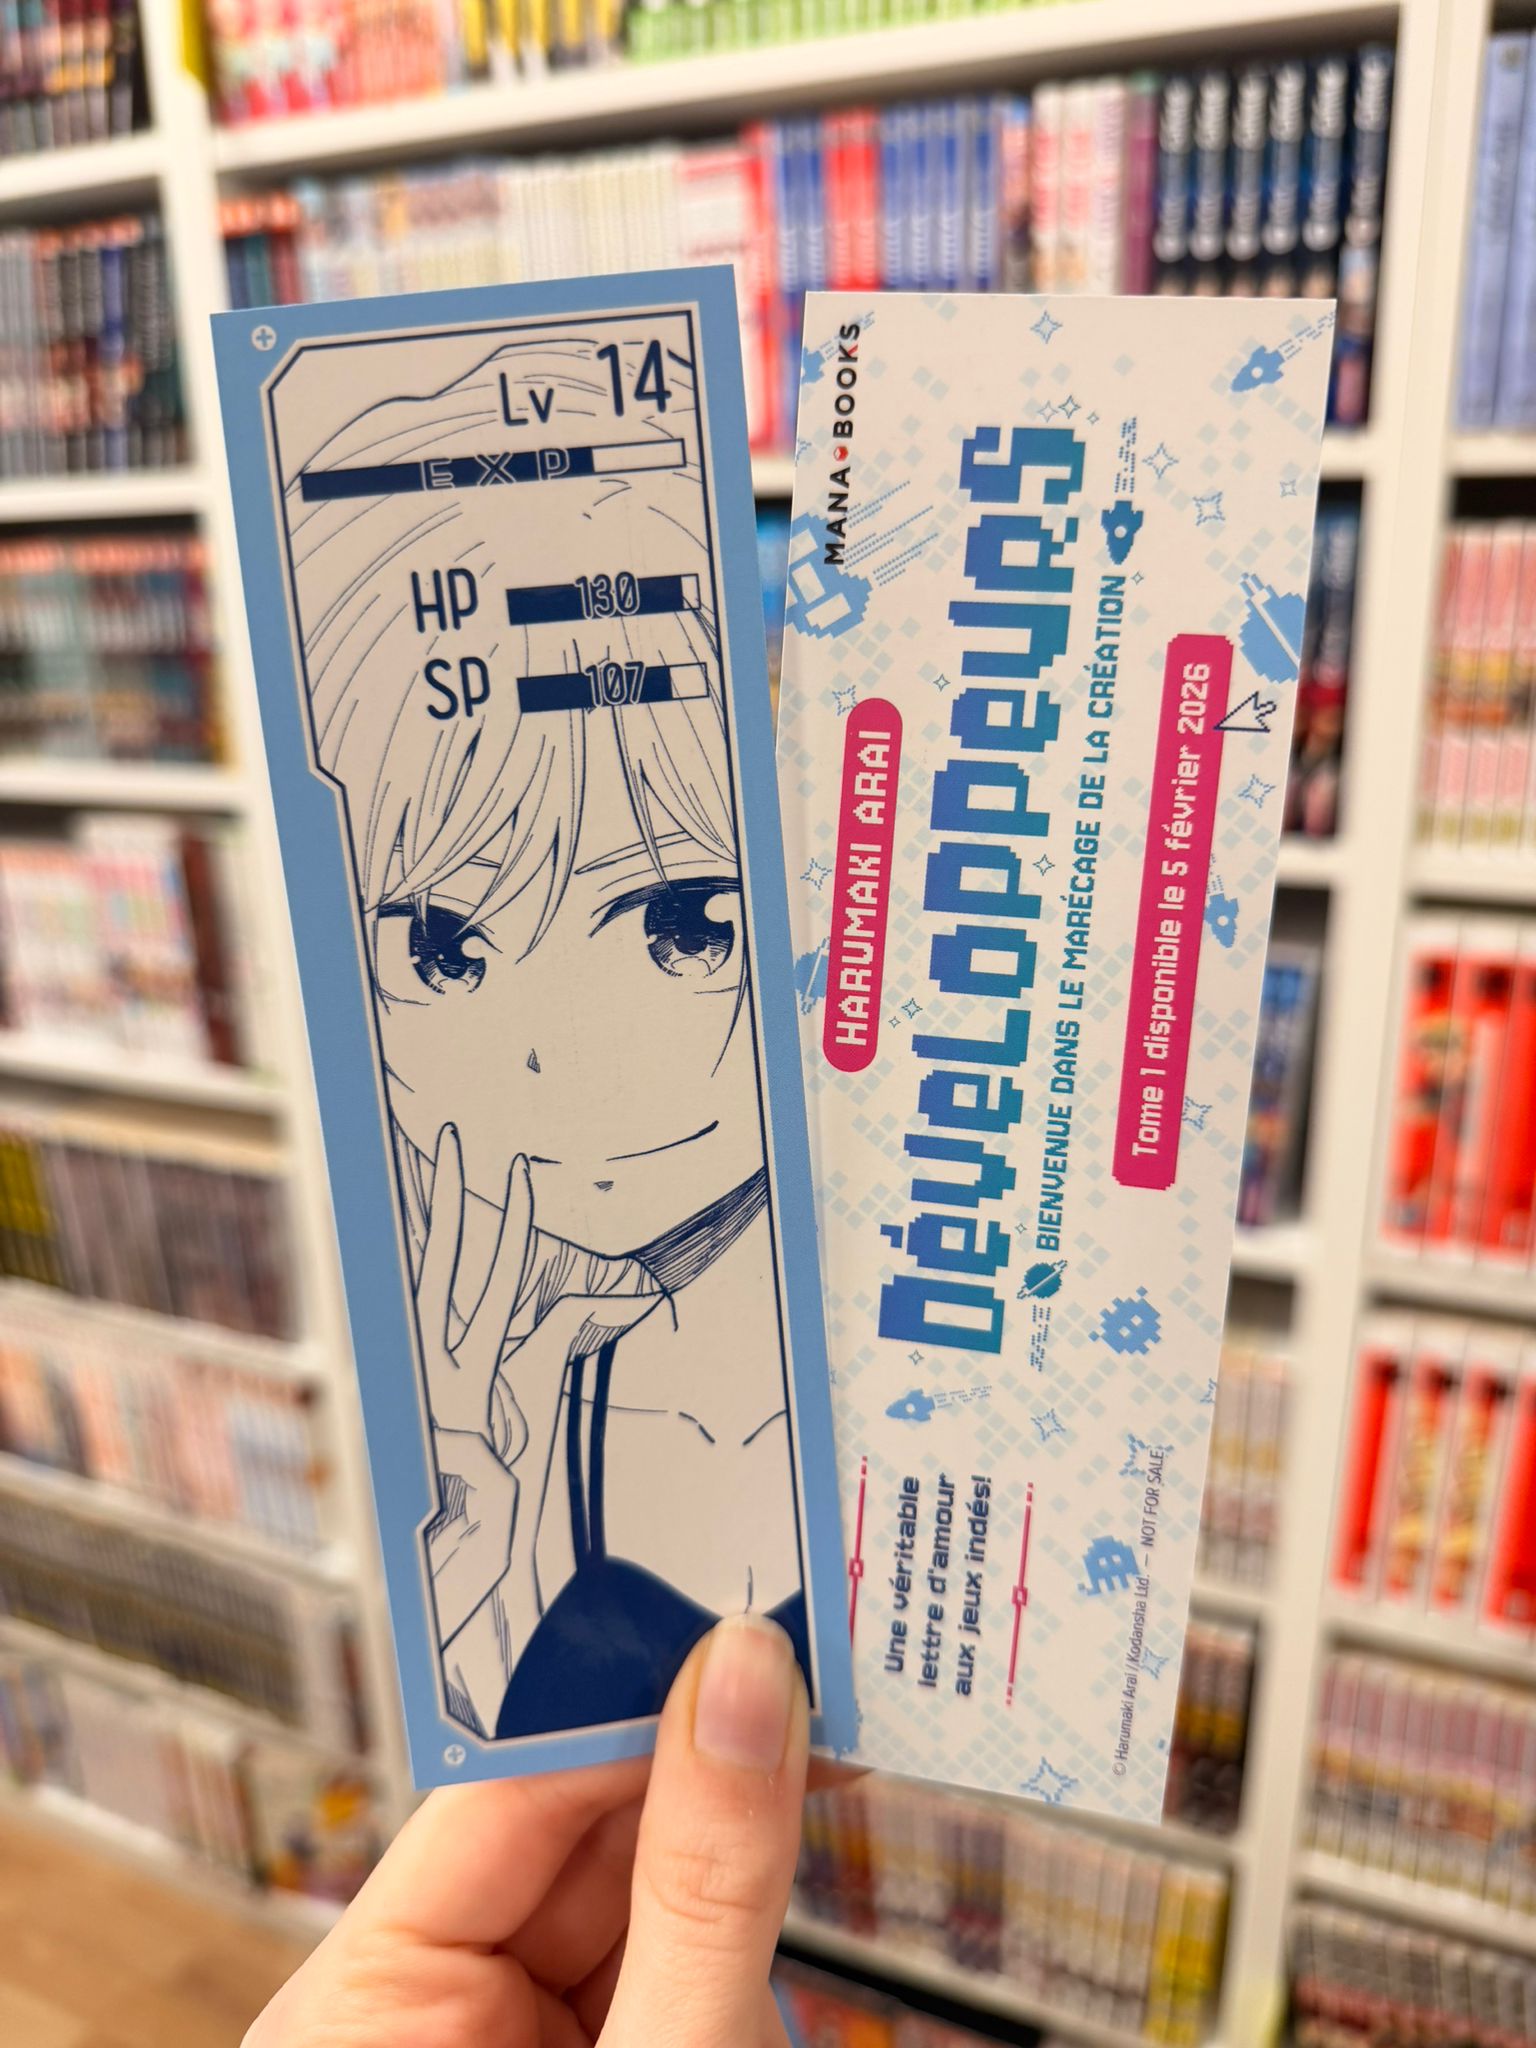 Lv 14
EXP
HP 130
SP 107
MANA BOOKS
HARUMAKI ARAI
DéveLoppeurs
BIENVENUE DANS LE MARÉCAGE DE LA CRÉATION
Tome 1 disponible le 5 février 2026
Une véritable
lettre d'amour
aux jeux indés!
© Harumaki Arai / Kodansha Ltd. — NOT FOR SALE